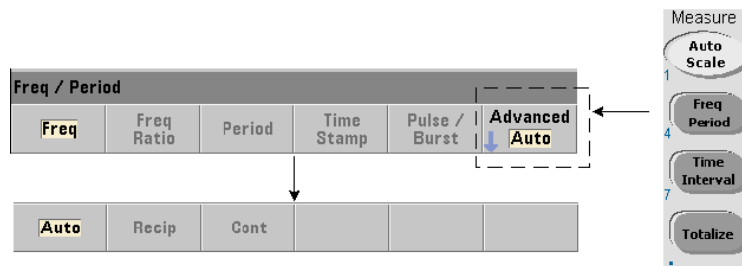 Freq / Period
Freq
Freq
Ratio
Period
Time
Stamp
Pulse /
Burst
Advanced
Auto
Auto
Recip
Cont
Measure
Auto
Scale
1
Freq
Period
4
Time
Interval
7
Totalize